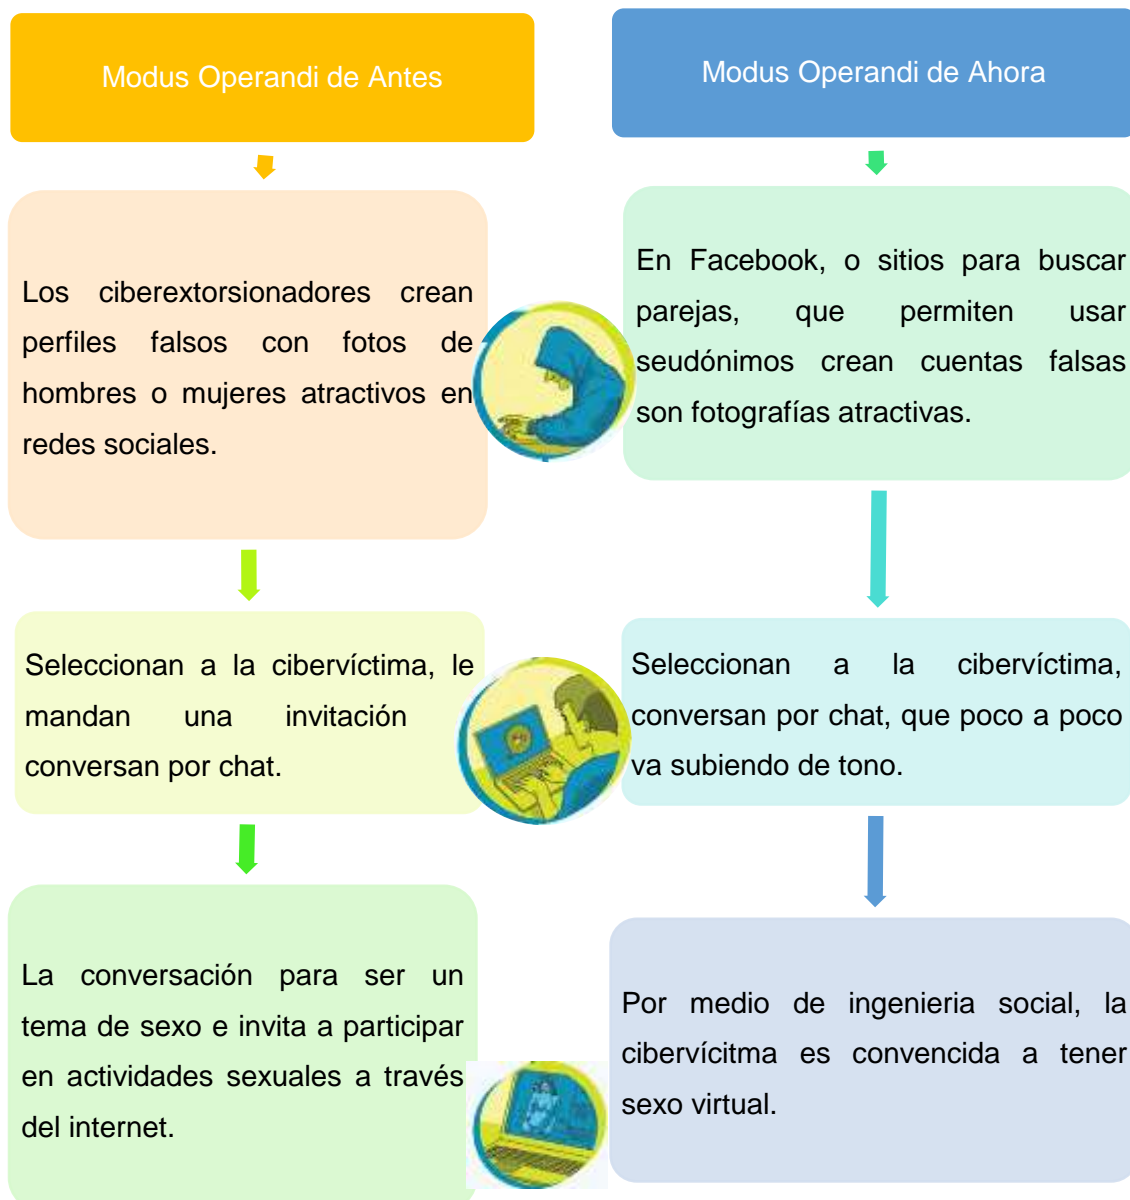 Modus Operandi de Antes
Los ciberextorsionadores crean
perfiles falsos con fotos de
hombres o mujeres atractivos en
redes sociales.
Seleccionan a la cibervíctima, le
mandan una invitación
conversan por chat.
La conversación para ser un
tema de sexo e invita a participar
en actividades sexuales a través
del internet.
Modus Operandi de Ahora
En Facebook, o sitios para buscar
parejas, que permiten usar
seudónimos crean cuentas falsas
son fotografías atractivas.
Seleccionan a la cibervíctima,
conversan por chat, que poco a poco
va subiendo de tono.
Por medio de ingenieria social, la
cibervícitma es convencida a tener
sexo virtual.